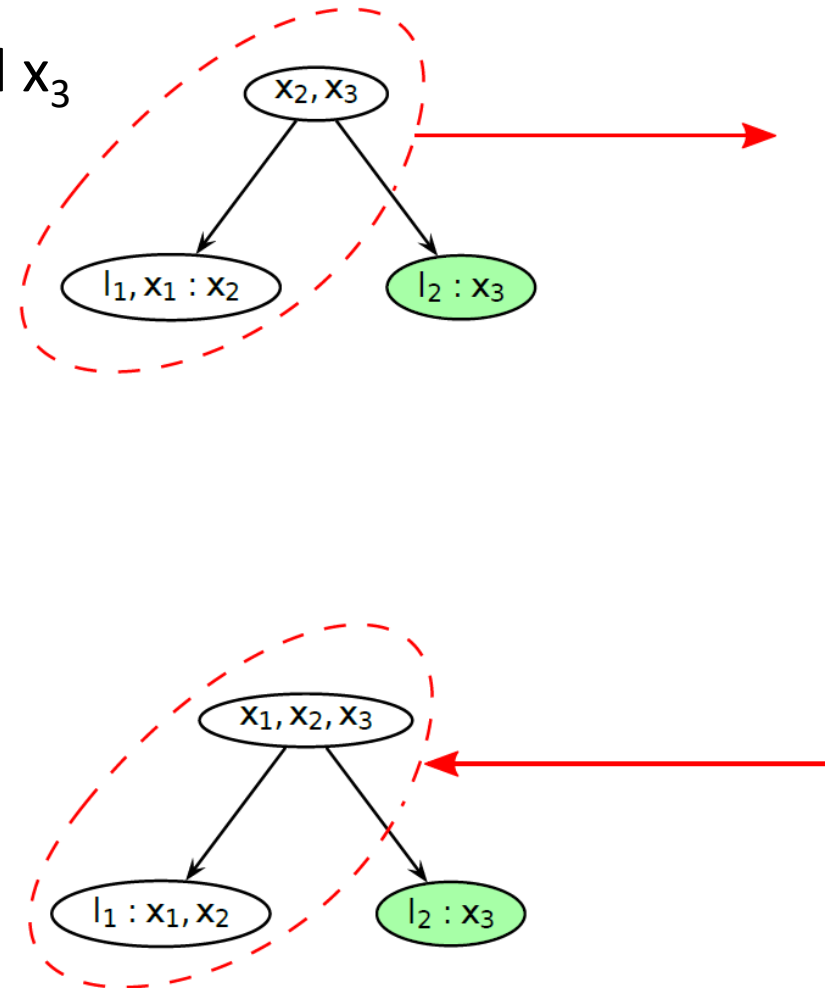 x₃
x₂, x₃
l₁, x₁ : x₂
l₂ : x₃
x₁, x₂, x₃
l₁ : x₁, x₂
l₂ : x₃